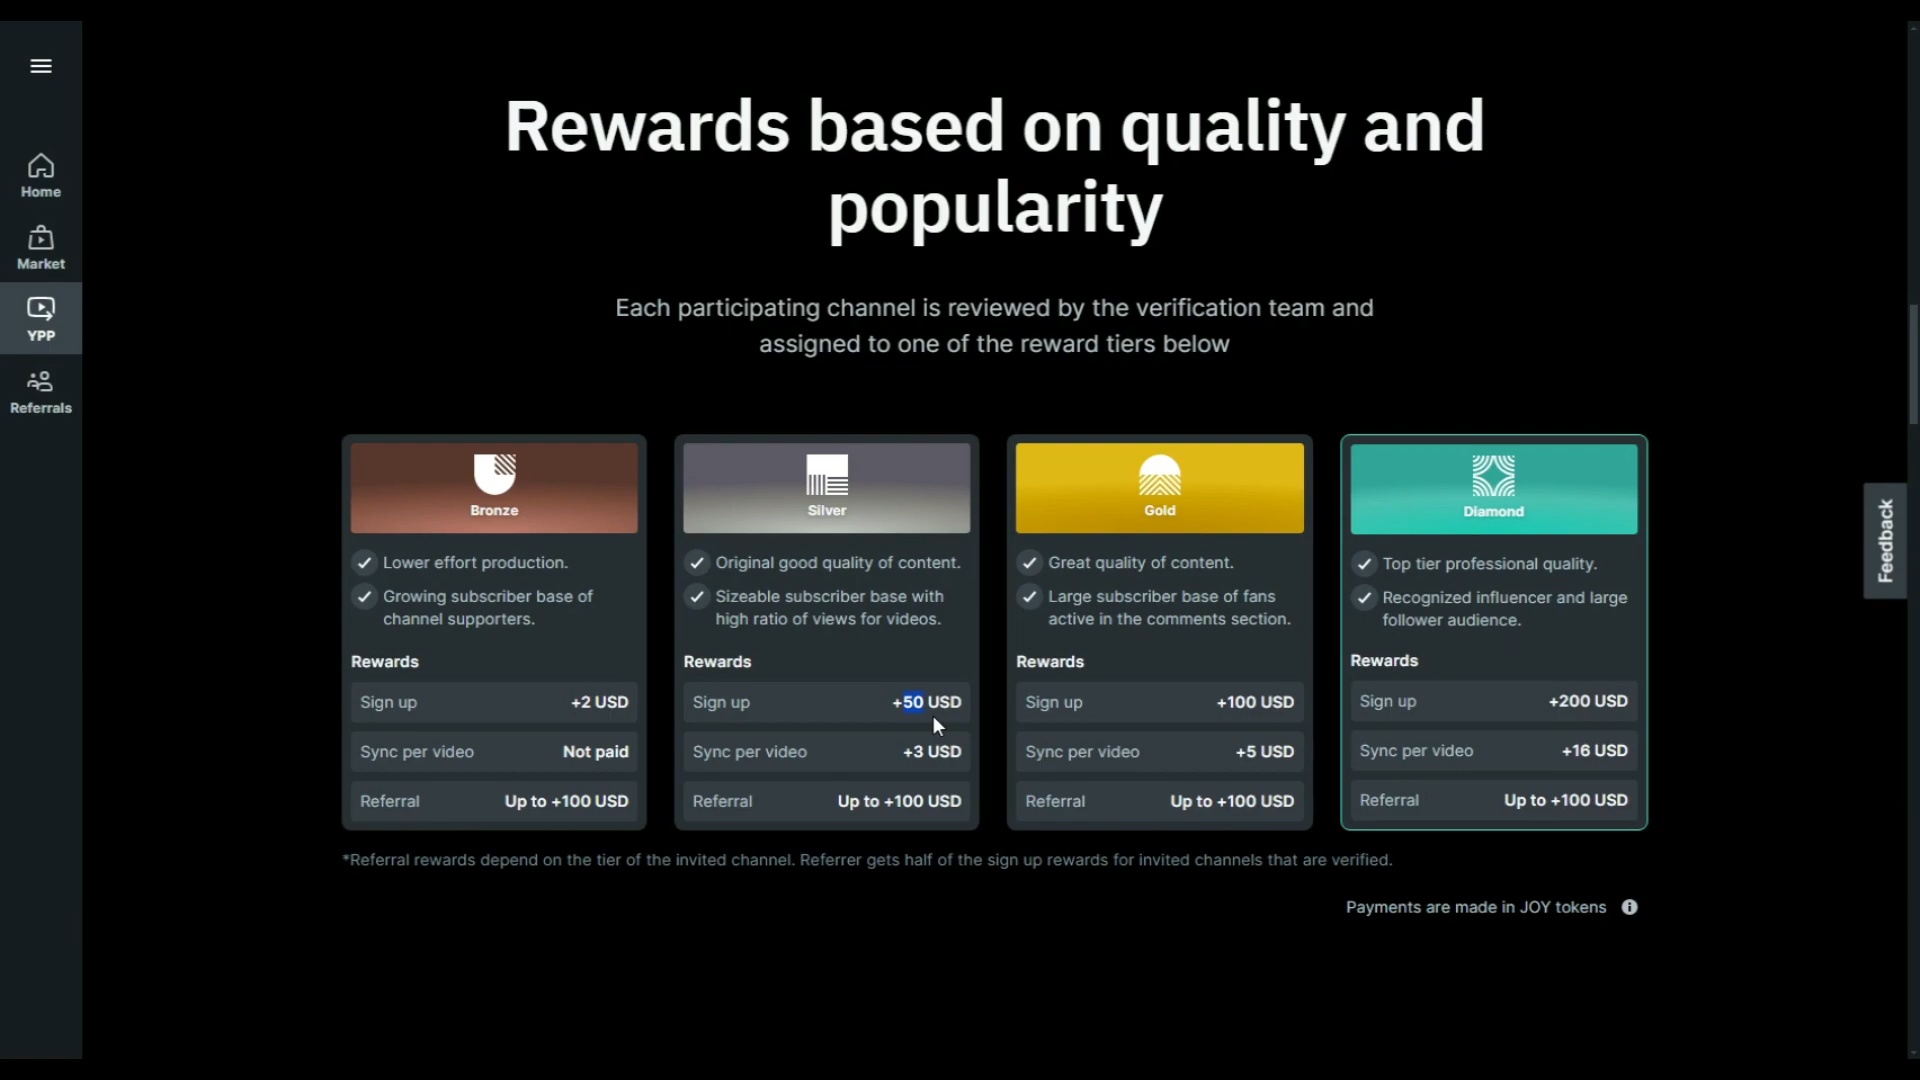 Rewards based on quality and
popularity
Each participating channel is reviewed by the verification team and
assigned to one of the reward tiers below
Home
Market
YPP
Referrals
Bronze
Lower effort production.
Growing subscriber base of
channel supporters.
Rewards
Sign up +2 USD
Sync per video Not paid
Referral Up to +100 USD
Silver
Original good quality of content.
Sizeable subscriber base with
high ratio of views for videos.
Rewards
Sign up +50 USD
Sync per video +3 USD
Referral Up to +100 USD
Gold
Great quality of content.
Large subscriber base of fans
active in the comments section.
Rewards
Sign up +100 USD
Sync per video +5 USD
Referral Up to +100 USD
Diamond
Top tier professional quality.
Recognized influencer and large
follower audience.
Rewards
Sign up +200 USD
Sync per video +16 USD
Referral Up to +100 USD
*Referral rewards depend on the tier of the invited channel. Referrer gets half of the sign up rewards for invited channels that are verified.
Payments are made in JOY tokens
Feedback